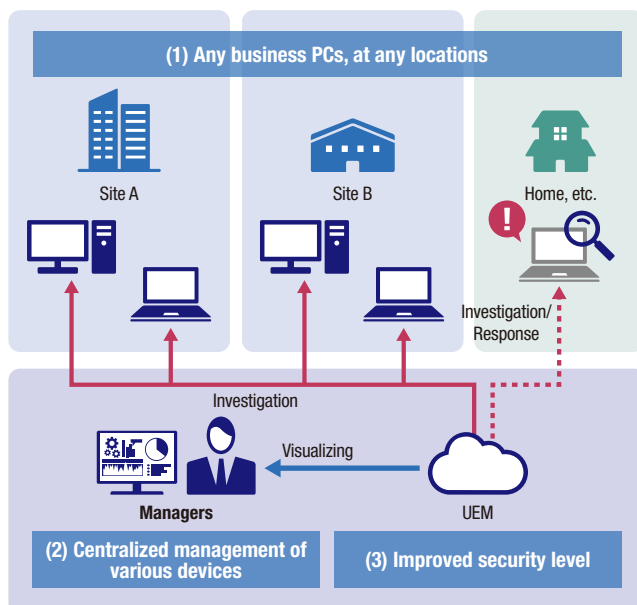 (1) Any business PCs, at any locations
Site A
Site B
Home, etc.
!
Investigation/
Response
Investigation
Visualizing
Managers
UEM
(2) Centralized management of
various devices
(3) Improved security level